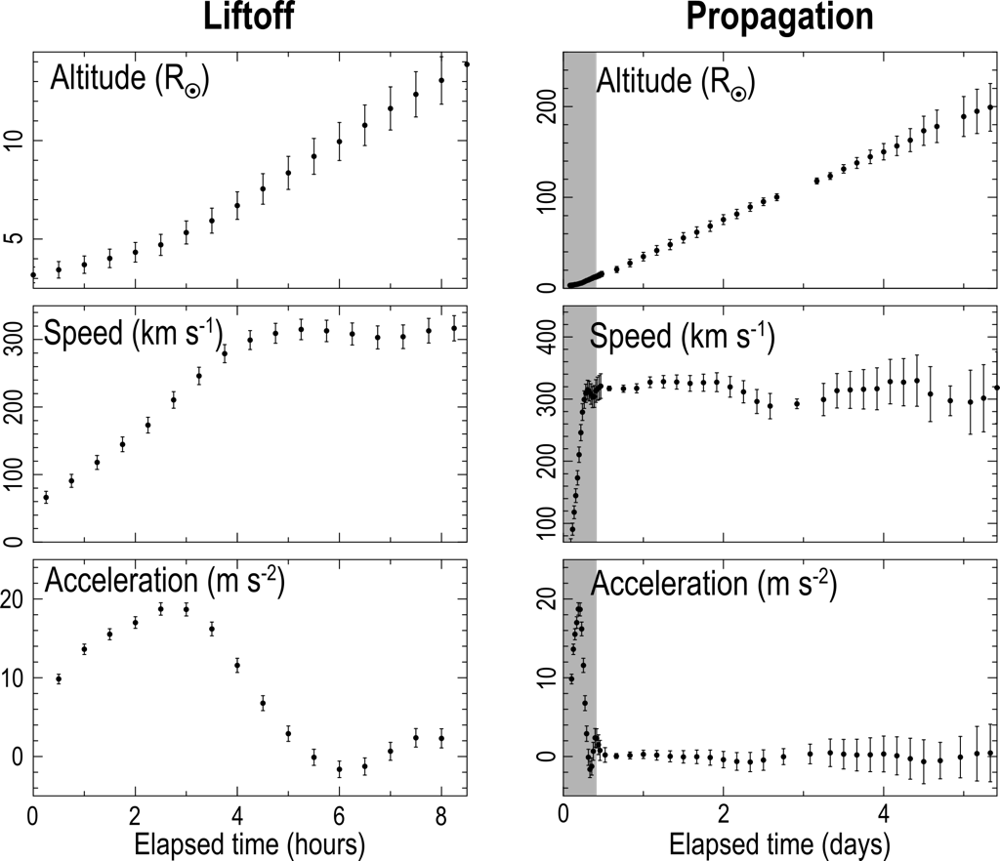 Liftoff
Propagation
Altitude (R☉)
10
5
Altitude (R☉)
200
100
0
Speed (km s-1)
300
200
100
0
Speed (km s-1)
400
300
200
100
Acceleration (m s-2)
20
10
0
Acceleration (m s-2)
20
10
0
0 2 4 6 8
Elapsed time (hours)
0 2 4
Elapsed time (days)